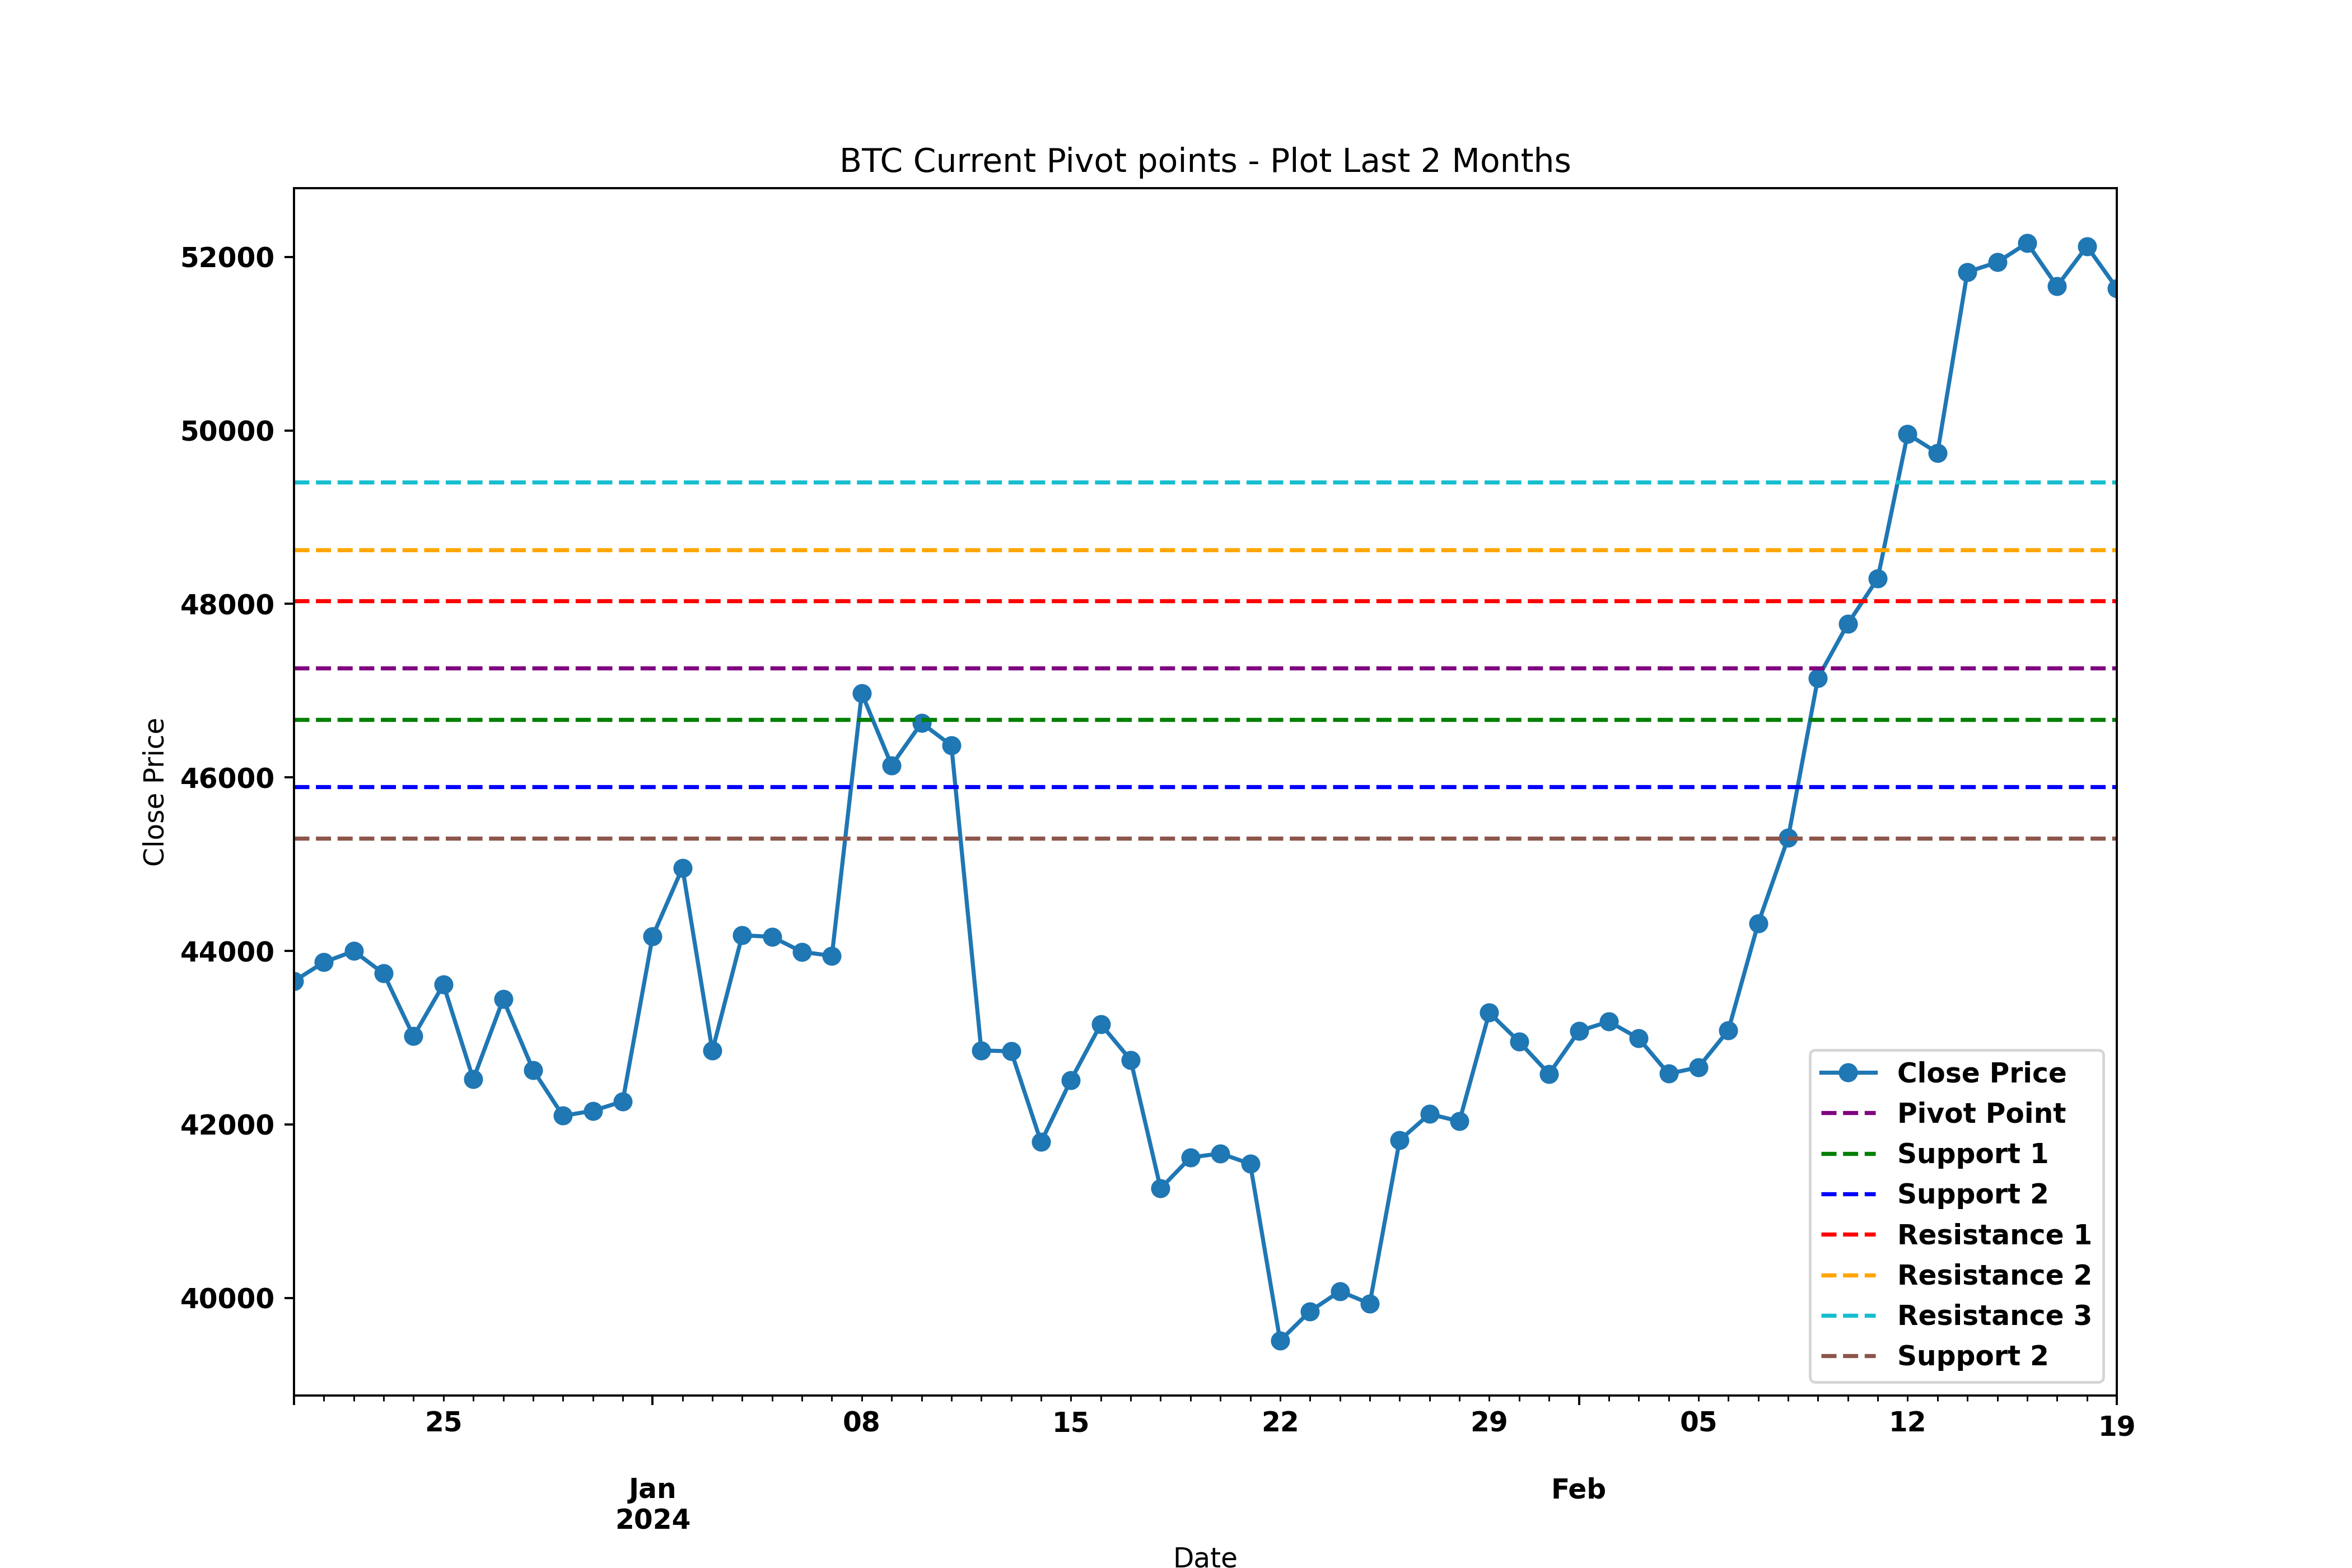 BTC Current Pivot points - Plot Last 2 Months
52000
50000
48000
46000
44000
42000
40000
Close Price
Close Price
Pivot Point
Support 1
Support 2
Resistance 1
Resistance 2
Resistance 3
Support 2
25
08
15
22
29
05
12
19
Jan
2024
Feb
Date